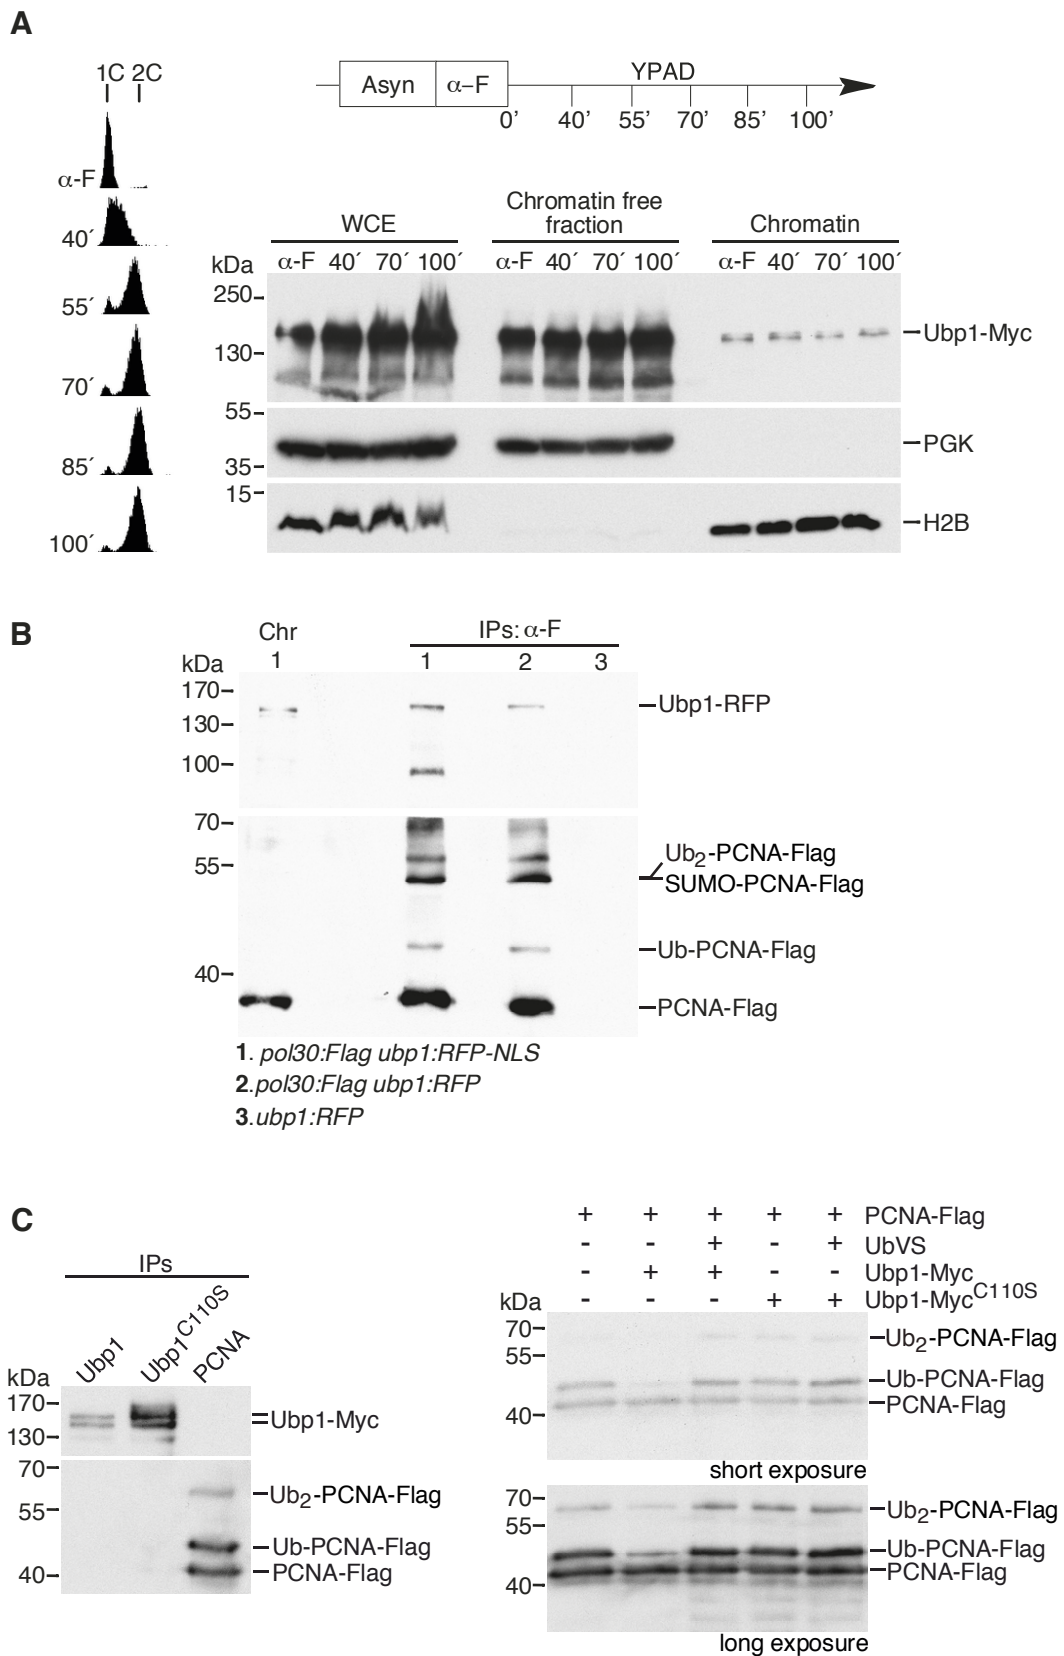 A
1C 2C
α-F
40´
55´
70´
85´
100´
Asyn α–F YPAD
0’ 40’ 55’ 70’ 85’ 100’
WCE
Chromatin free
fraction
Chromatin
kDa α-F 40´ 70´ 100´ α-F 40´ 70´ 100´ α-F 40´ 70´ 100´
250
130
Ubp1-Myc
55
35
PGK
15
H2B
B
Chr IPs: α-F
kDa 1 1 2 3
170
130
100
Ubp1-RFP
70
55
40
Ub2-PCNA-Flag
SUMO-PCNA-Flag
Ub-PCNA-Flag
PCNA-Flag
1. pol30:Flag ubp1:RFP-NLS
2.pol30:Flag ubp1:RFP
3.ubp1:RFP
C
IPs
Ubp1 Ubp1C110S PCNA
kDa
170
130
Ubp1-Myc
70
55
40
Ub2-PCNA-Flag
Ub-PCNA-Flag
PCNA-Flag
+ + + + + PCNA-Flag
- - + - + UbVS
- + + - - Ubp1-Myc
- - - + + Ubp1-MycC110S
kDa
70
55
40
Ub2-PCNA-Flag
Ub-PCNA-Flag
PCNA-Flag
short exposure
70
55
40
Ub2-PCNA-Flag
Ub-PCNA-Flag
PCNA-Flag
long exposure